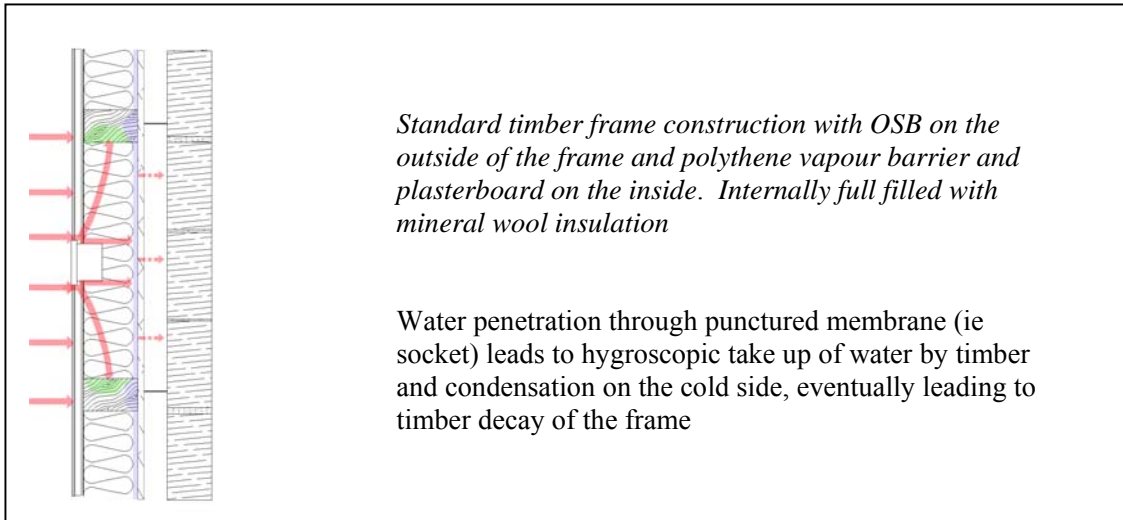 Standard timber frame construction with OSB on the
outside of the frame and polythene vapour barrier and
plasterboard on the inside.  Internally full filled with
mineral wool insulation
Water penetration through punctured membrane (ie
socket) leads to hygroscopic take up of water by timber
and condensation on the cold side, eventually leading to
timber decay of the frame